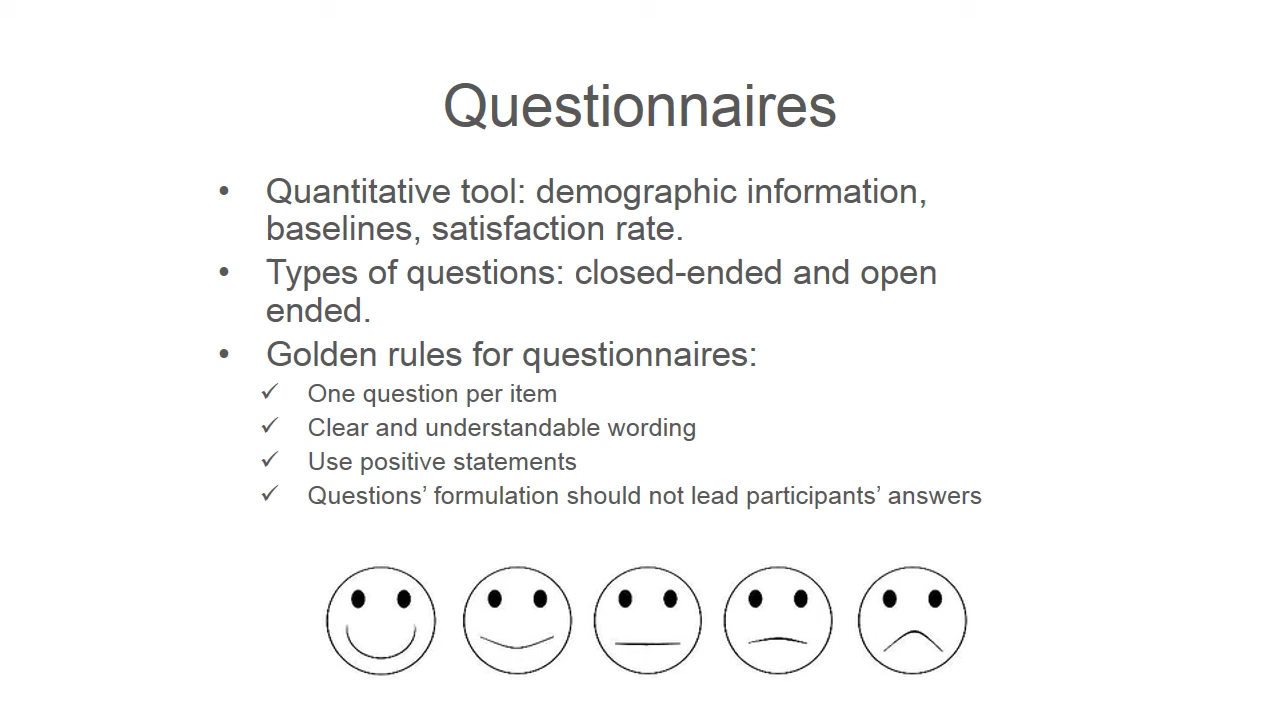 Questionnaires
• Quantitative tool: demographic information,
baselines, satisfaction rate.
• Types of questions: closed-ended and open
ended.
• Golden rules for questionnaires:
✓ One question per item
✓ Clear and understandable wording
✓ Use positive statements
✓ Questions’ formulation should not lead participants’ answers